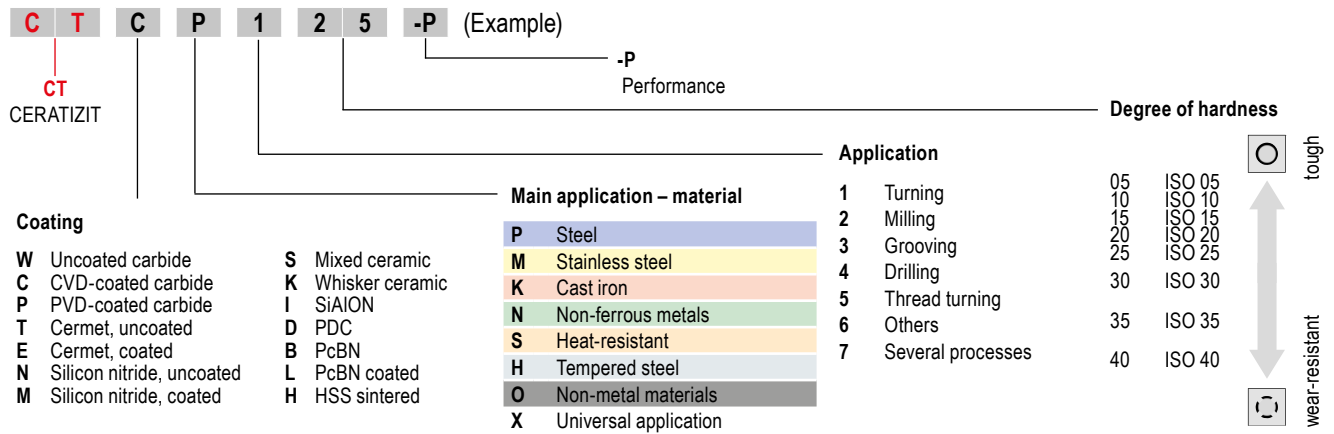 C T C P 1 2 5 -P (Example)
-P
Performance
CT
CERATIZIT
Degree of hardness
tough
wear-resistant
05 ISO 05
10 ISO 10
15 ISO 15
20 ISO 20
25 ISO 25
30 ISO 30
35 ISO 35
40 ISO 40
Application
1 Turning
2 Milling
3 Grooving
4 Drilling
5 Thread turning
6 Others
7 Several processes
Main application – material
P Steel
M Stainless steel
K Cast iron
N Non-ferrous metals
S Heat-resistant
H Tempered steel
O Non-metal materials
X Universal application
Coating
W Uncoated carbide
C CVD-coated carbide
P PVD-coated carbide
T Cermet, uncoated
E Cermet, coated
N Silicon nitride, uncoated
M Silicon nitride, coated
S Mixed ceramic
K Whisker ceramic
I SiAlON
D PDC
B PcBN
L PcBN coated
H HSS sintered